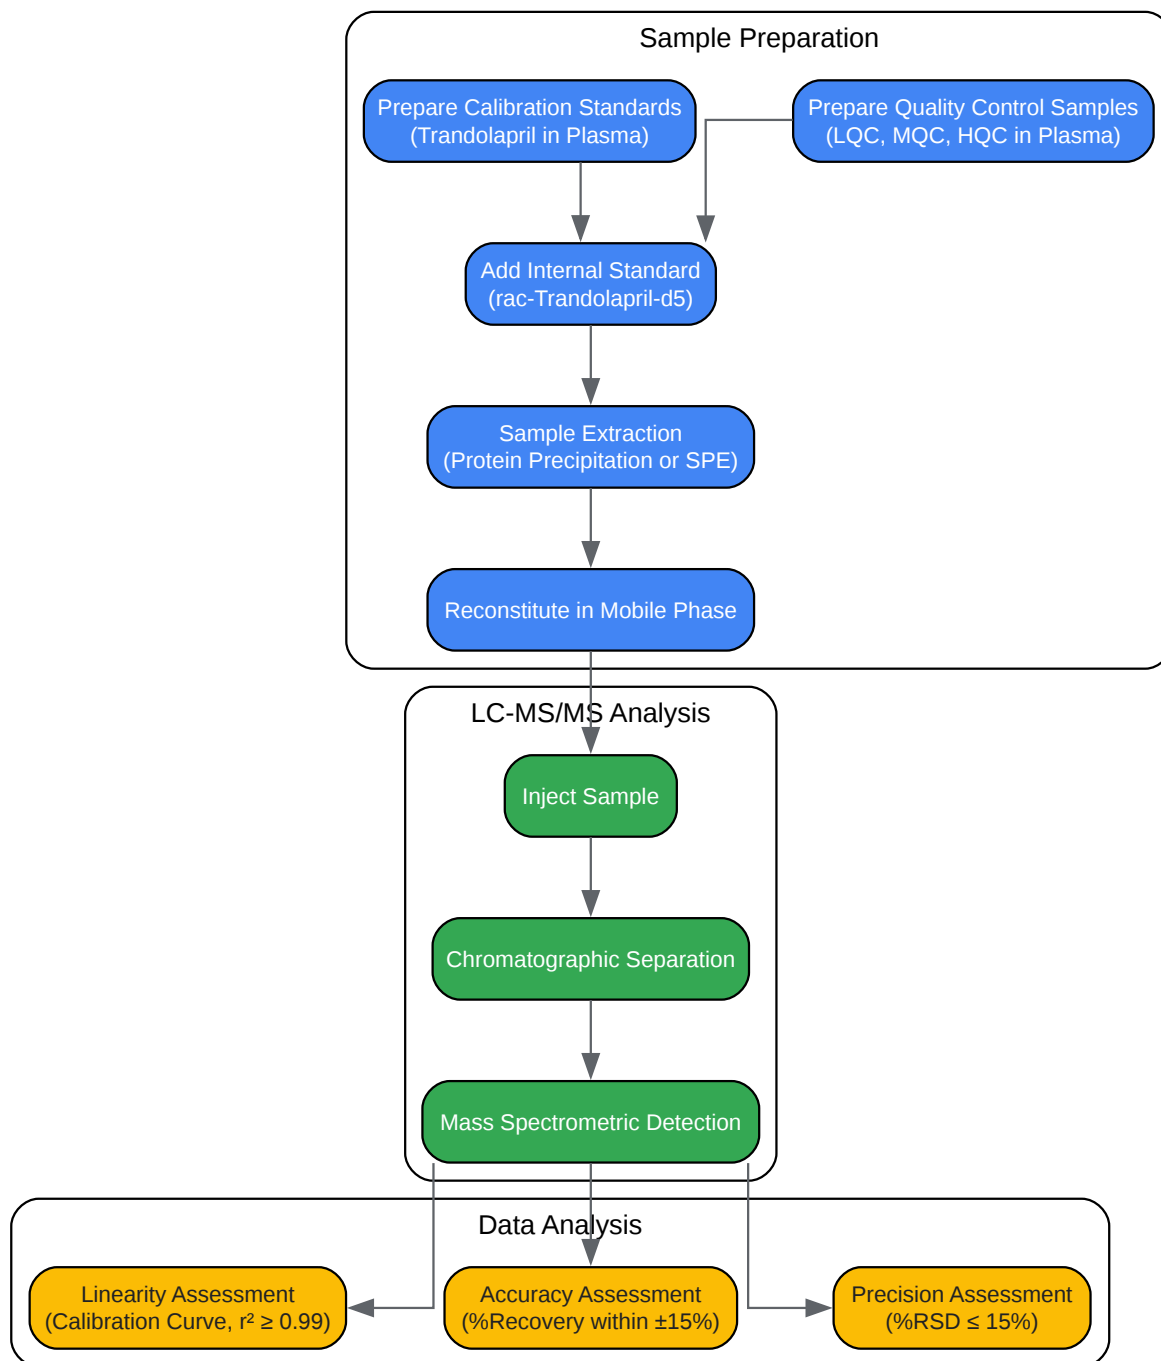 Sample Preparation
Prepare Calibration Standards
(Trandolapril in Plasma)
Prepare Quality Control Samples
(LQC, MQC, HQC in Plasma)
Add Internal Standard
(rac-Trandolapril-d5)
Sample Extraction
(Protein Precipitation or SPE)
Reconstitute in Mobile Phase
LC-MS/MS Analysis
Inject Sample
Chromatographic Separation
Mass Spectrometric Detection
Data Analysis
Linearity Assessment
(Calibration Curve, r² ≥ 0.99)
Accuracy Assessment
(%Recovery within ±15%)
Precision Assessment
(%RSD ≤ 15%)